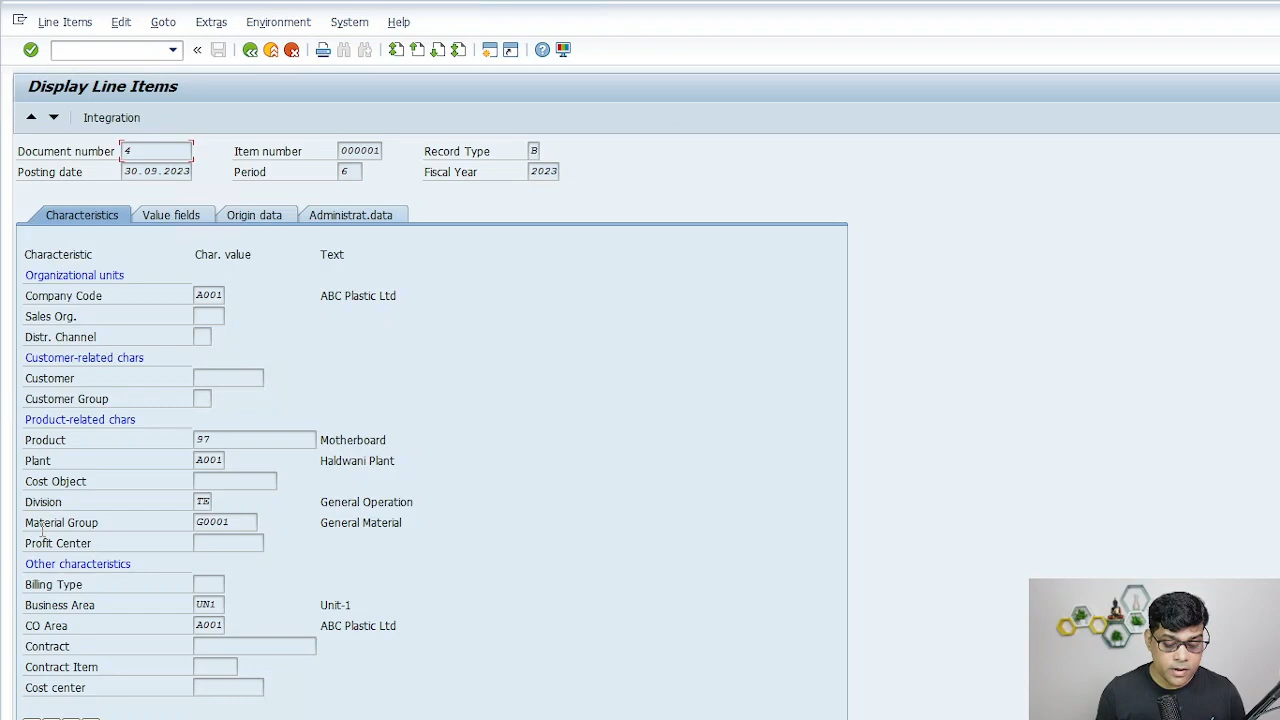 Line Items Edit Goto Extras Environment System Help
Display Line Items
Integration
Document number 4 Item number 000001 Record Type B
Posting date 30.09.2023 Period 6 Fiscal Year 2023
Characteristics Value fields Origin data Administrat.data
Characteristic Char. value Text
Organizational units
Company Code A001 ABC Plastic Ltd
Sales Org.
Distr. Channel
Customer-related chars
Customer
Customer Group
Product-related chars
Product 97 Motherboard
Plant A001 Haldwani Plant
Cost Object
Division TE General Operation
Material Group G0001 General Material
Profit Center
Other characteristics
Billing Type
Business Area UN1 Unit-1
CO Area A001 ABC Plastic Ltd
Contract
Contract Item
Cost center